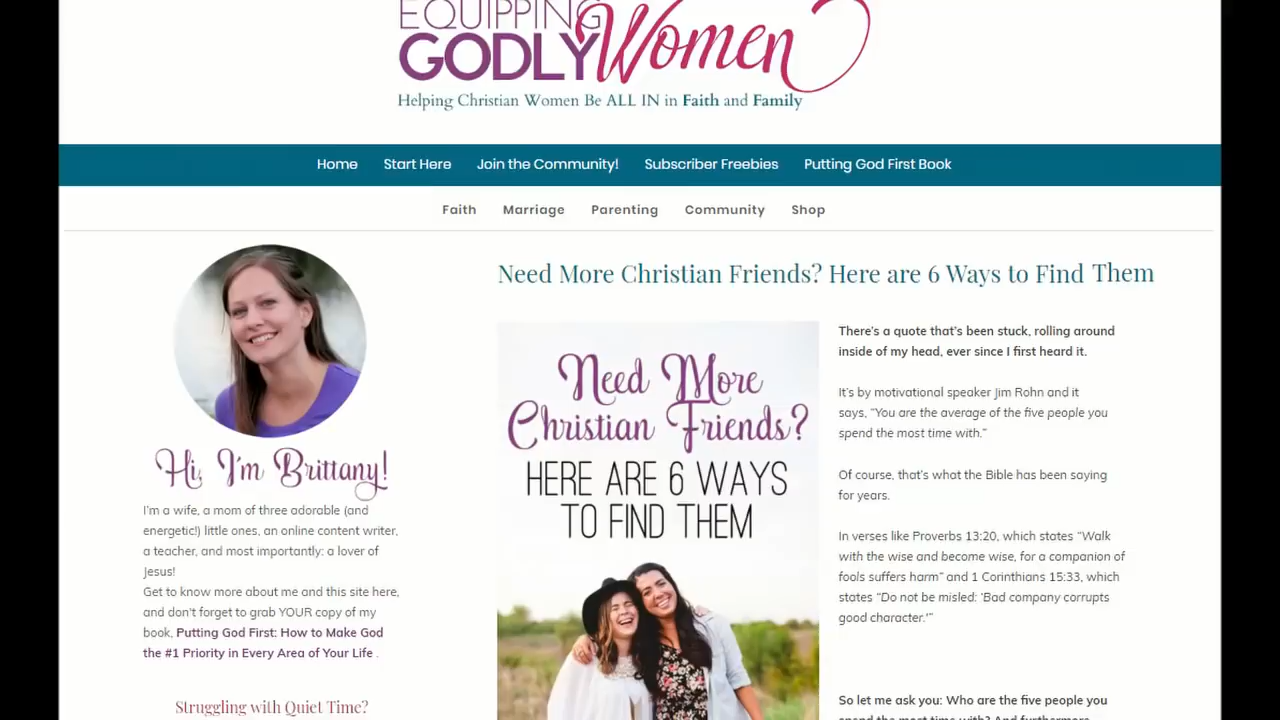 EQUIPPING
GODLY Women
Helping Christian Women Be ALL IN in Faith and Family
Home Start Here Join the Community! Subscriber Freebies Putting God First Book
Faith Marriage Parenting Community Shop
Hi, I'm Brittany!
I'm a wife, a mom of three adorable (and
energetic!) little ones, an online content writer,
a teacher, and most importantly: a lover of
Jesus!
Get to know more about me and this site here,
and don't forget to grab YOUR copy of my
book, Putting God First: How to Make God
the #1 Priority in Every Area of Your Life .
Struggling with Quiet Time?
Need More Christian Friends? Here are 6 Ways to Find Them
Need More
Christian Friends?
HERE ARE 6 WAYS
TO FIND THEM
There's a quote that's been stuck, rolling around
inside of my head, ever since I first heard it.
It's by motivational speaker Jim Rohn and it
says, "You are the average of the five people you
spend the most time with."
Of course, that's what the Bible has been saying
for years.
In verses like Proverbs 13:20, which states "Walk
with the wise and become wise, for a companion of
fools suffers harm" and 1 Corinthians 15:33, which
states "Do not be misled: 'Bad company corrupts
good character.'"
So let me ask you: Who are the five people you
spend the most time with? And furthermore,